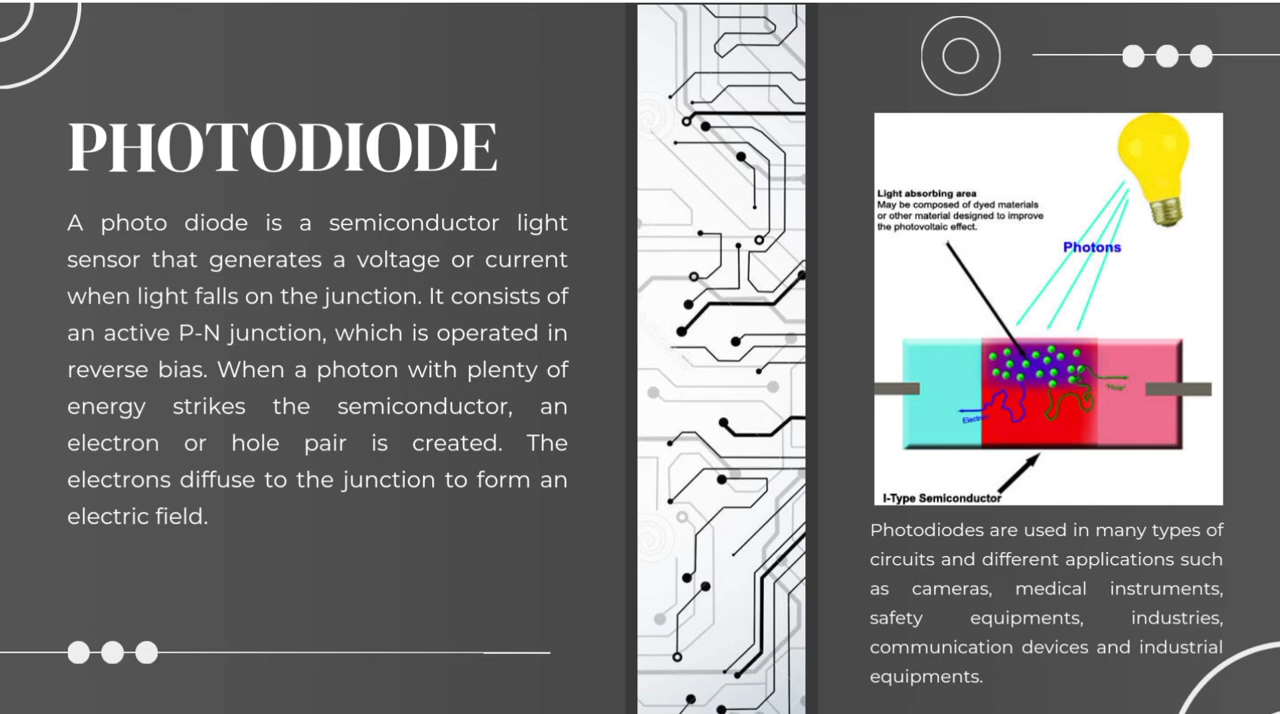 PHOTODIODE
A photo diode is a semiconductor light
sensor that generates a voltage or current
when light falls on the junction. It consists of
an active P-N junction, which is operated in
reverse bias. When a photon with plenty of
energy strikes the semiconductor, an
electron or hole pair is created. The
electrons diffuse to the junction to form an
electric field.
Light absorbing area
May be composed of dyed materials
or other material designed to improve
the photovoltaic effect.
Photons
"Hole"
Electron
I-Type Semiconductor
Photodiodes are used in many types of
circuits and different applications such
as cameras, medical instruments,
safety equipments, industries,
communication devices and industrial
equipments.